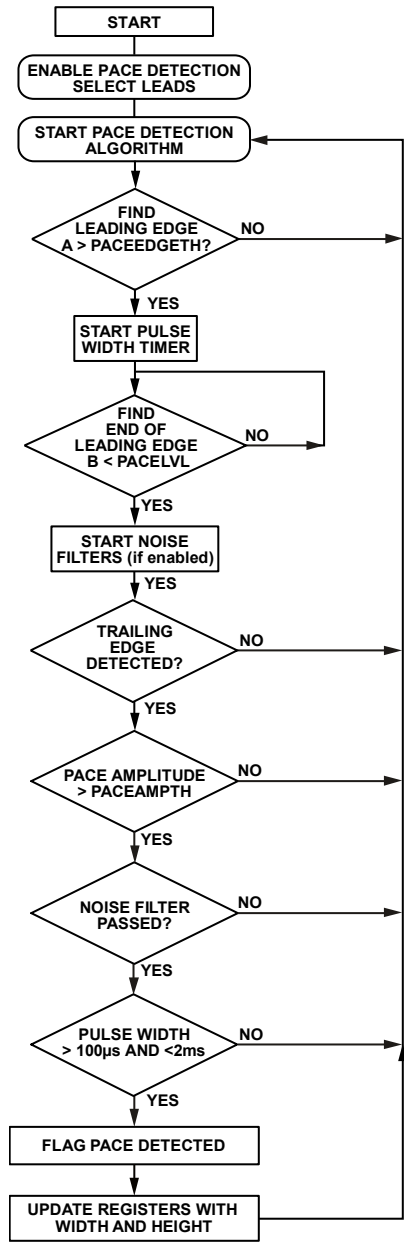 START
ENABLE PACE DETECTION
SELECT LEADS
START PACE DETECTION
ALGORITHM
FIND
LEADING EDGE
A > PACEEDGETH?
NO
YES
START PULSE
WIDTH TIMER
FIND
END OF
LEADING EDGE
B < PACELVL
NO
YES
START NOISE
FILTERS (if enabled)
YES
TRAILING
EDGE
DETECTED?
NO
YES
PACE AMPLITUDE
> PACEAMPTH
NO
YES
NOISE FILTER
PASSED?
NO
YES
PULSE WIDTH
> 100µs AND <2ms
NO
YES
FLAG PACE DETECTED
UPDATE REGISTERS WITH
WIDTH AND HEIGHT